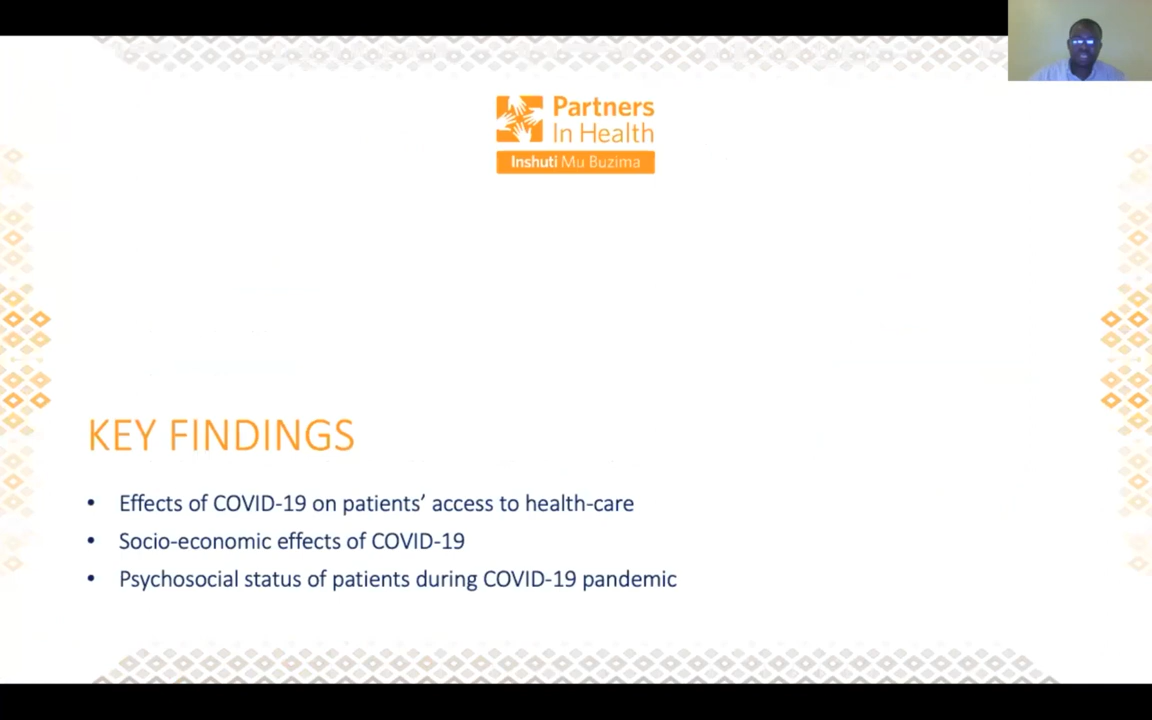 Partners
In Health
Inshuti Mu Buzima
KEY FINDINGS
• Effects of COVID-19 on patients’ access to health-care
• Socio-economic effects of COVID-19
• Psychosocial status of patients during COVID-19 pandemic